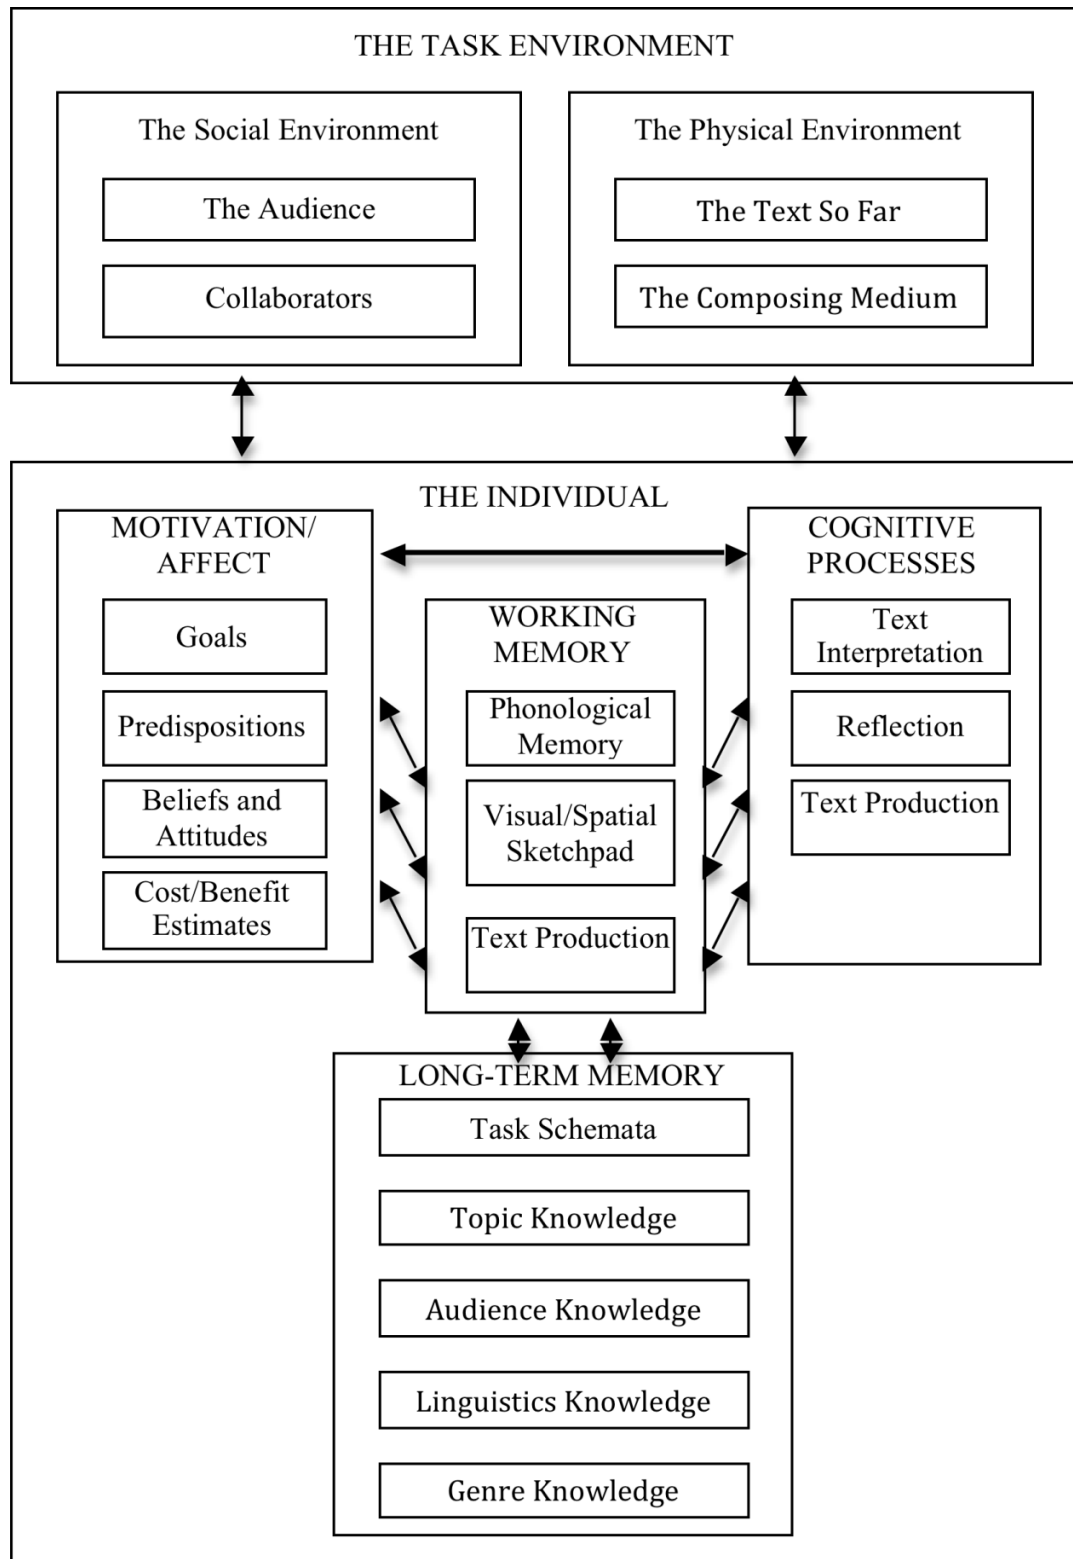 THE TASK ENVIRONMENT
The Social Environment
The Audience
Collaborators
The Physical Environment
The Text So Far
The Composing Medium
THE INDIVIDUAL
MOTIVATION/
AFFECT
Goals
Predispositions
Beliefs and
Attitudes
Cost/Benefit
Estimates
WORKING
MEMORY
Phonological
Memory
Visual/Spatial
Sketchpad
Text Production
COGNITIVE
PROCESSES
Text
Interpretation
Reflection
Text Production
LONG-TERM MEMORY
Task Schemata
Topic Knowledge
Audience Knowledge
Linguistics Knowledge
Genre Knowledge